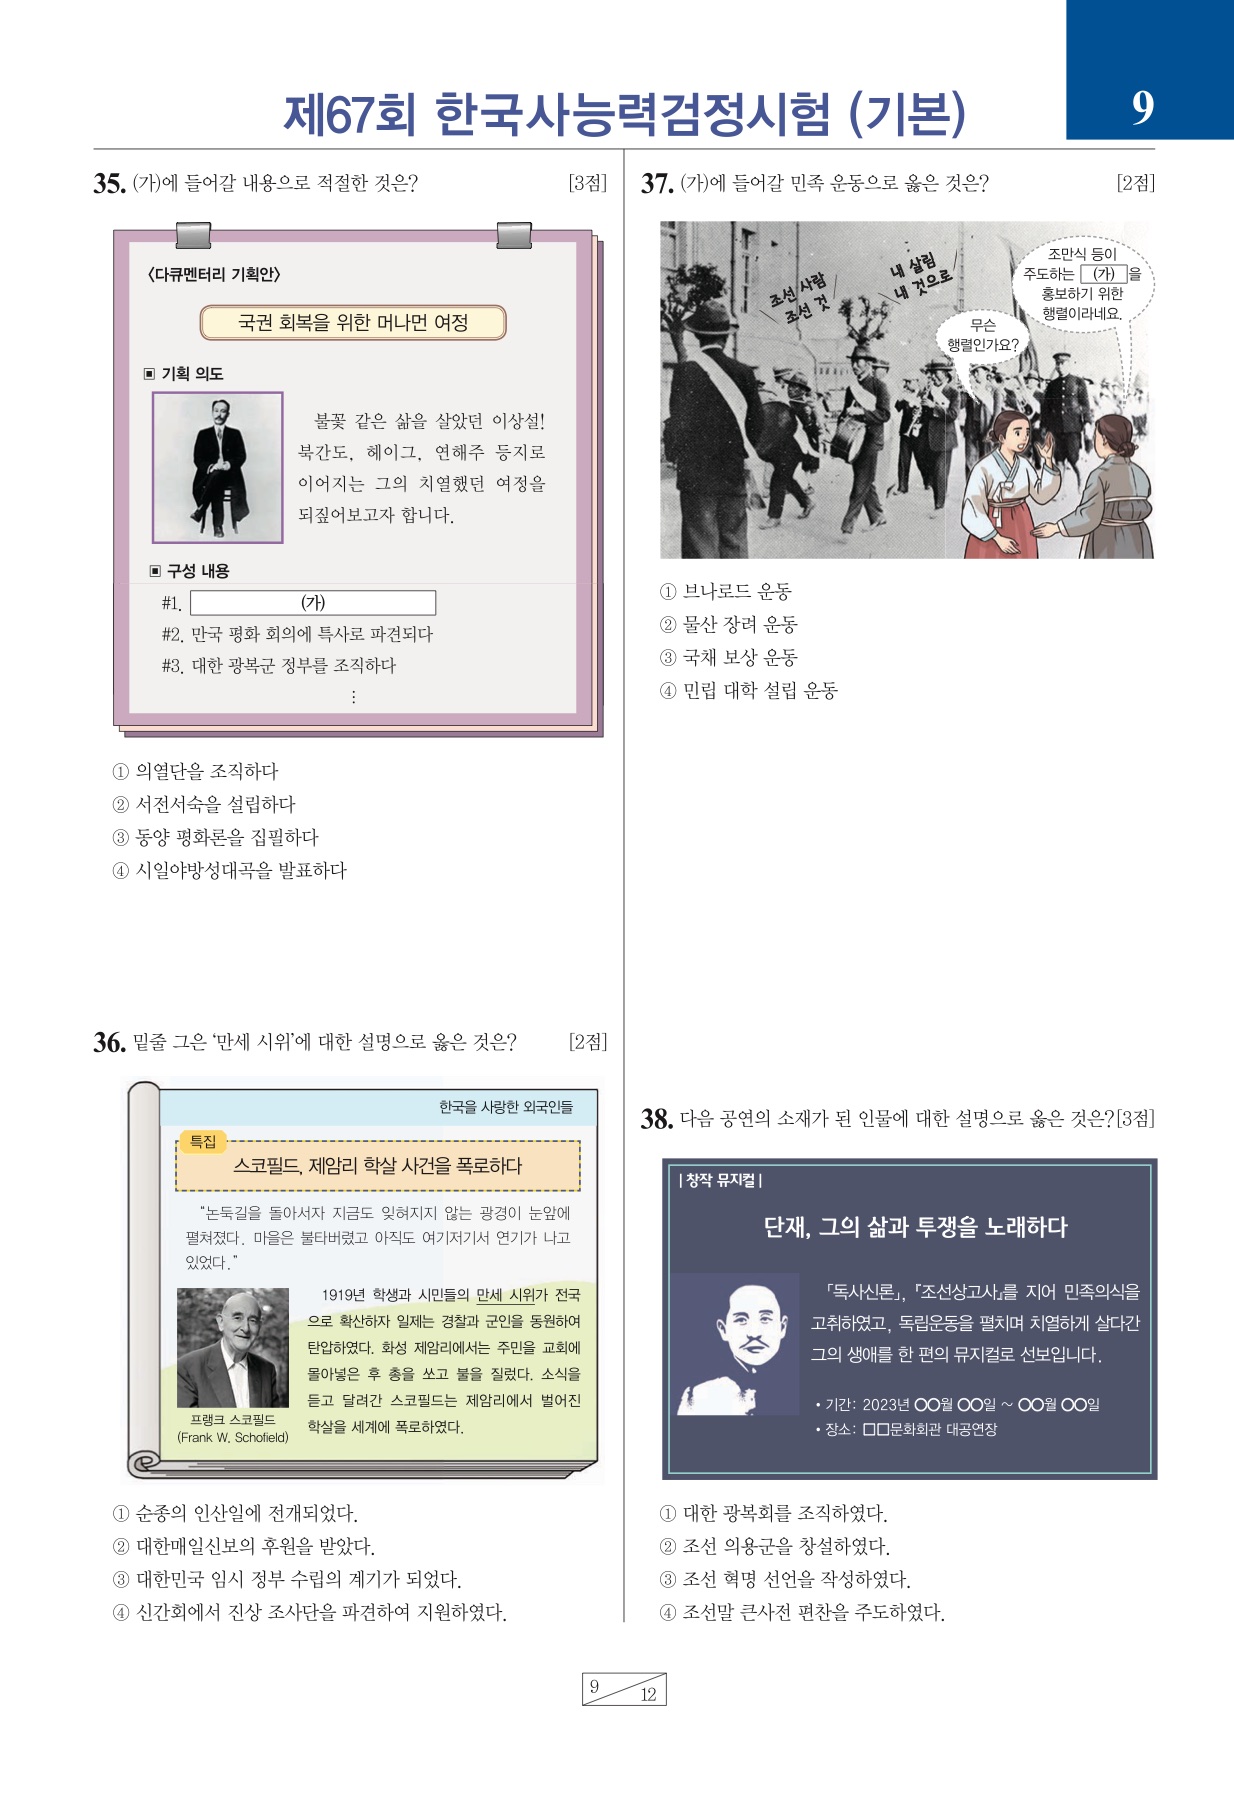 제67회 한국사능력검정시험 (기본)
9
35. (가)에 들어갈 내용으로 적절한 것은? [3점]
<다큐멘터리 기획안>
국권 회복을 위한 머나먼 여정
▣ 기획 의도
불꽃 같은 삶을 살았던 이상설!
북간도, 헤이그, 연해주 등지로
이어지는 그의 치열했던 여정을
되짚어보고자 합니다.
▣ 구성 내용
#1. (가)
#2. 만국 평화 회의에 특사로 파견되다
#3. 대한 광복군 정부를 조직하다
⋮
① 의열단을 조직하다
② 서전서숙을 설립하다
③ 동양 평화론을 집필하다
④ 시일야방성대곡을 발표하다
36. 밑줄 그은 ‘만세 시위’에 대한 설명으로 옳은 것은? [2점]
한국을 사랑한 외국인들
특집
스코필드, 제암리 학살 사건을 폭로하다
“논둑길을 돌아서자 지금도 잊혀지지 않는 광경이 눈앞에
펼쳐졌다. 마을은 불타버렸고 아직도 여기저기서 연기가 나고
있었다.”
1919년 학생과 시민들의 만세 시위가 전국
으로 확산하자 일제는 경찰과 군인을 동원하여
탄압하였다. 화성 제암리에서는 주민을 교회에
몰아넣은 후 총을 쏘고 불을 질렀다. 소식을
듣고 달려간 스코필드는 제암리에서 벌어진
학살을 세계에 폭로하였다.
프랭크 스코필드
(Frank W. Schofield)
① 순종의 인산일에 전개되었다.
② 대한매일신보의 후원을 받았다.
③ 대한민국 임시 정부 수립의 계기가 되었다.
④ 신간회에서 진상 조사단을 파견하여 지원하였다.
37. (가)에 들어갈 민족 운동으로 옳은 것은? [2점]
조선 사람
조선 것
내 살림
내 것으로
무슨
행렬인가요?
조만식 등이
주도하는 (가) 을
홍보하기 위한
행렬이라네요.
① 브나로드 운동
② 물산 장려 운동
③ 국채 보상 운동
④ 민립 대학 설립 운동
38. 다음 공연의 소재가 된 인물에 대한 설명으로 옳은 것은? [3점]
| 창작 뮤지컬 |
단재, 그의 삶과 투쟁을 노래하다
「독사신론」, 『조선상고사』를 지어 민족의식을
고취하였고, 독립운동을 펼치며 치열하게 살다간
그의 생애를 한 편의 뮤지컬로 선보입니다.
• 기간: 2023년 ○○월 ○○일 ~ ○○월 ○○일
• 장소: □□문화회관 대공연장
① 대한 광복회를 조직하였다.
② 조선 의용군을 창설하였다.
③ 조선 혁명 선언을 작성하였다.
④ 조선말 큰사전 편찬을 주도하였다.
9 / 12